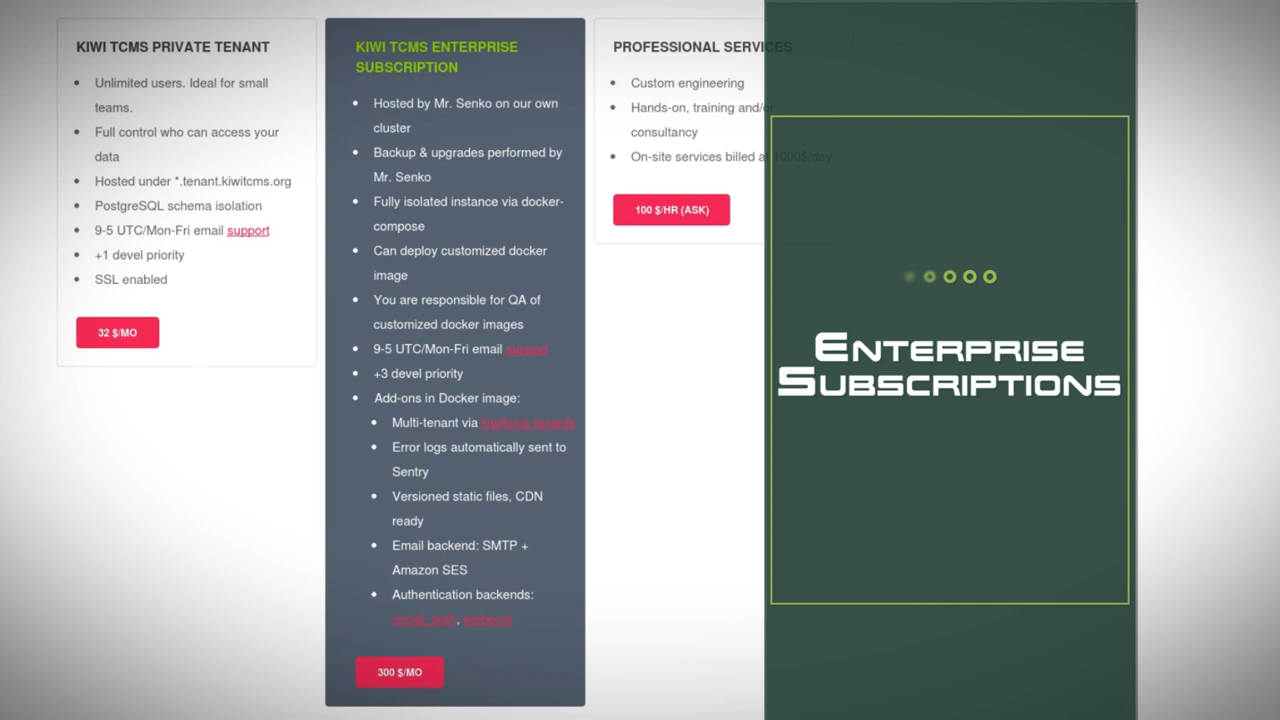 KIWI TCMS PRIVATE TENANT
Unlimited users. Ideal for small
teams.
Full control who can access your
data
Hosted under *.tenant.kiwitcms.org
PostgreSQL schema isolation
9-5 UTC/Mon-Fri email support
+1 devel priority
SSL enabled
32 $/MO
KIWI TCMS ENTERPRISE
SUBSCRIPTION
Hosted by Mr. Senko on our own
cluster
Backup & upgrades performed by
Mr. Senko
Fully isolated instance via docker-
compose
Can deploy customized docker
image
You are responsible for QA of
customized docker images
9-5 UTC/Mon-Fri email support
+3 devel priority
Add-ons in Docker image:
Multi-tenant via kiwitcms-tenants
Error logs automatically sent to
Sentry
Versioned static files, CDN
ready
Email backend: SMTP +
Amazon SES
Authentication backends:
social_auth, kerberos
300 $/MO
PROFESSIONAL SERVICES
Custom engineering
Hands-on, training and/or
consultancy
On-site services billed at 1000$/day
100 $/HR (ASK)
ENTERPRISE
SUBSCRIPTIONS